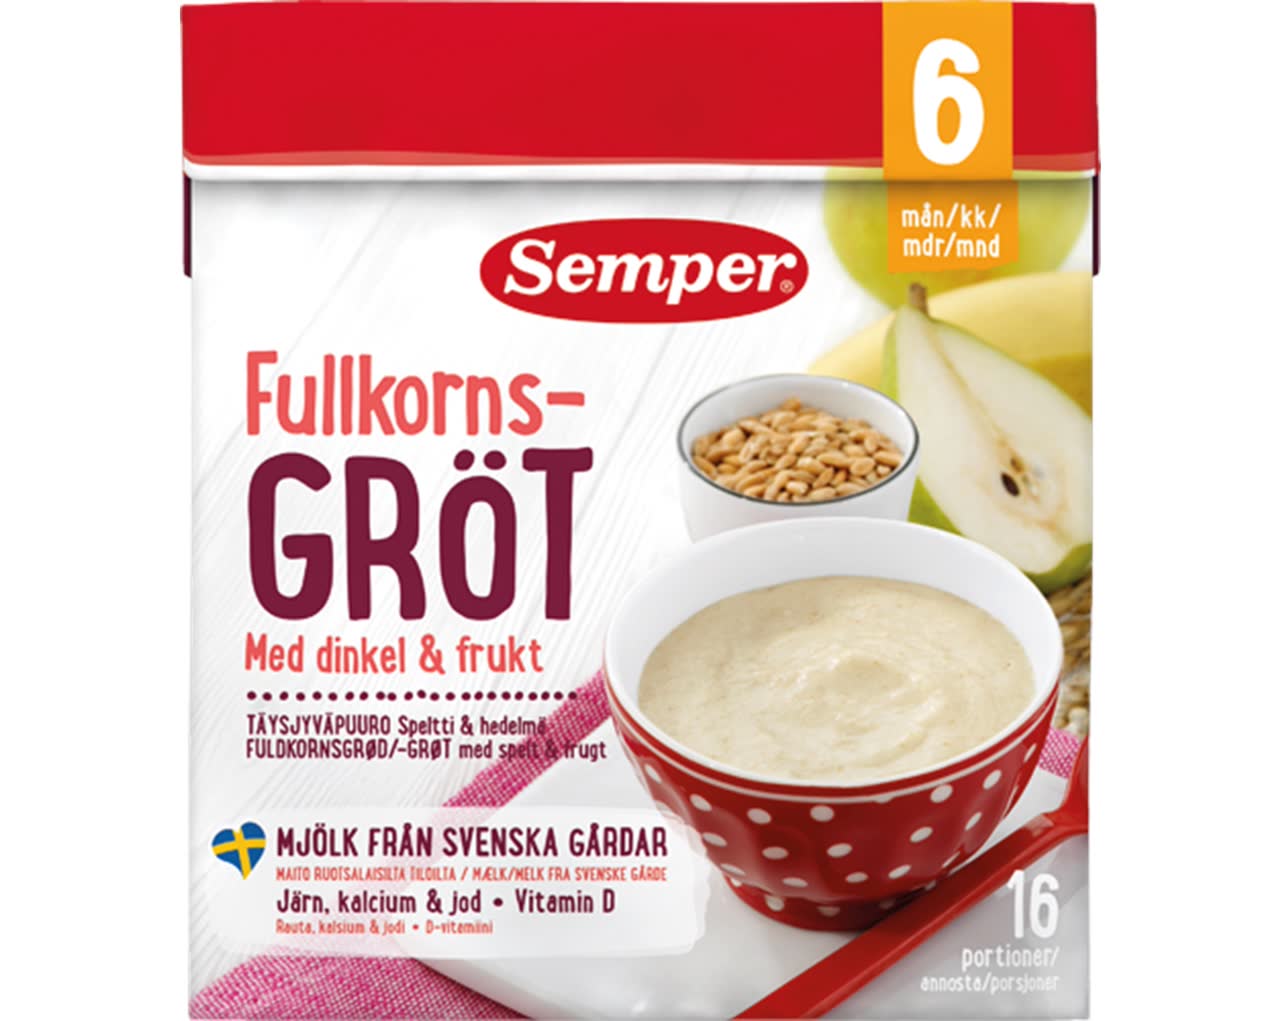 6
mån/kk/
mdr/mnd
Semper®
Fullkorns-
GRÖT
Med dinkel & frukt
TÄYSJYVÄPUURO Speltti & hedelmä
FULDKORNSGRØD/-GRØT med spelt & frugt
MJÖLK FRÅN SVENSKA GÅRDAR
MAITO RUOTSALAISILTA TILOILTA / MÆLK/MELK FRA SVENSKE GÅRDE
Järn, kalcium & jod • Vitamin D
Rauta, kalsium & jodi • D-vitamiini
16
portioner/
annosta/porsjoner